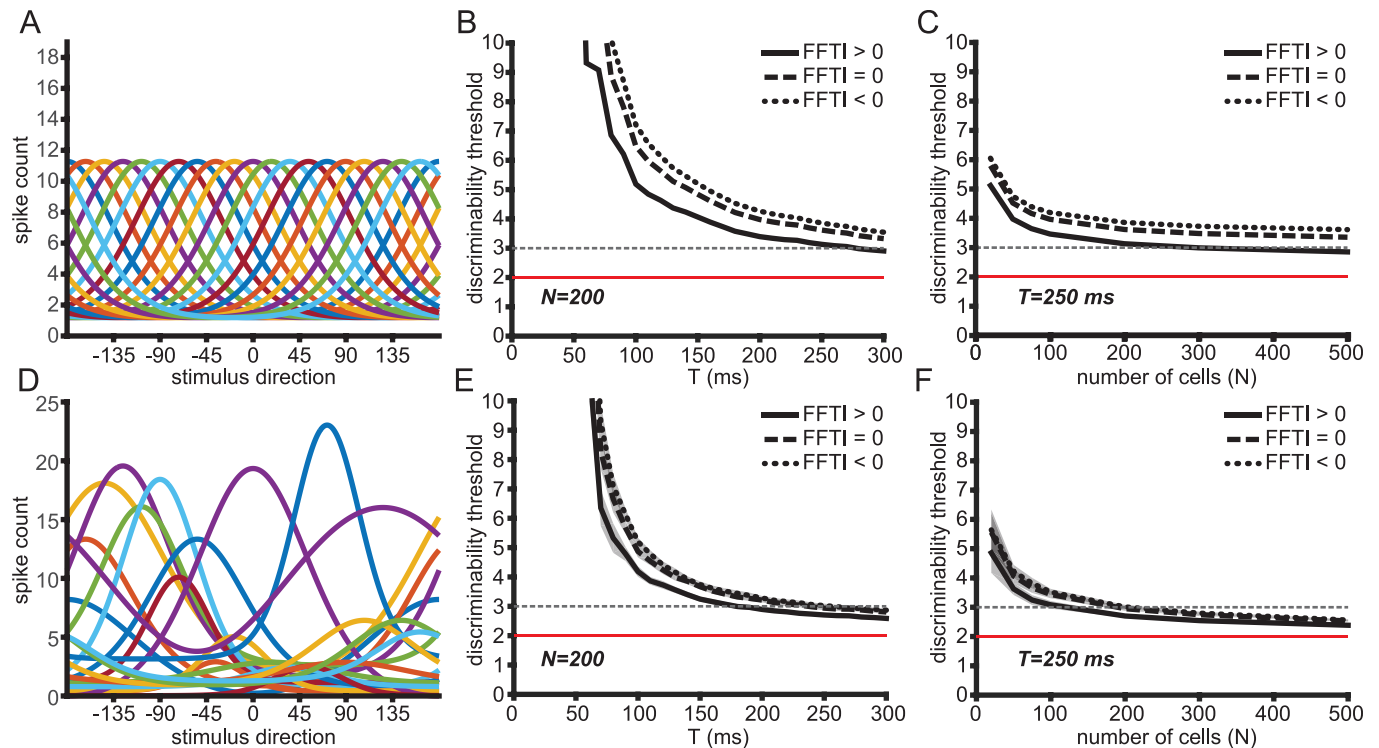 A
18
16
14
12
10
8
6
4
2
0
spike count
-135 -90 -45 0 45 90 135
stimulus direction
B
10
9
8
7
6
5
4
3
2
1
0
discriminability threshold
FFTI > 0
FFTI = 0
FFTI < 0
N=200
0 50 100 150 200 250 300
T (ms)
C
10
9
8
7
6
5
4
3
2
1
0
discriminability threshold
FFTI > 0
FFTI = 0
FFTI < 0
T=250 ms
0 100 200 300 400 500
number of cells (N)
D
25
20
15
10
5
0
spike count
-135 -90 -45 0 45 90 135
stimulus direction
E
10
9
8
7
6
5
4
3
2
1
0
discriminability threshold
FFTI > 0
FFTI = 0
FFTI < 0
N=200
0 50 100 150 200 250 300
T (ms)
F
10
9
8
7
6
5
4
3
2
1
0
discriminability threshold
FFTI > 0
FFTI = 0
FFTI < 0
T=250 ms
0 100 200 300 400 500
number of cells (N)